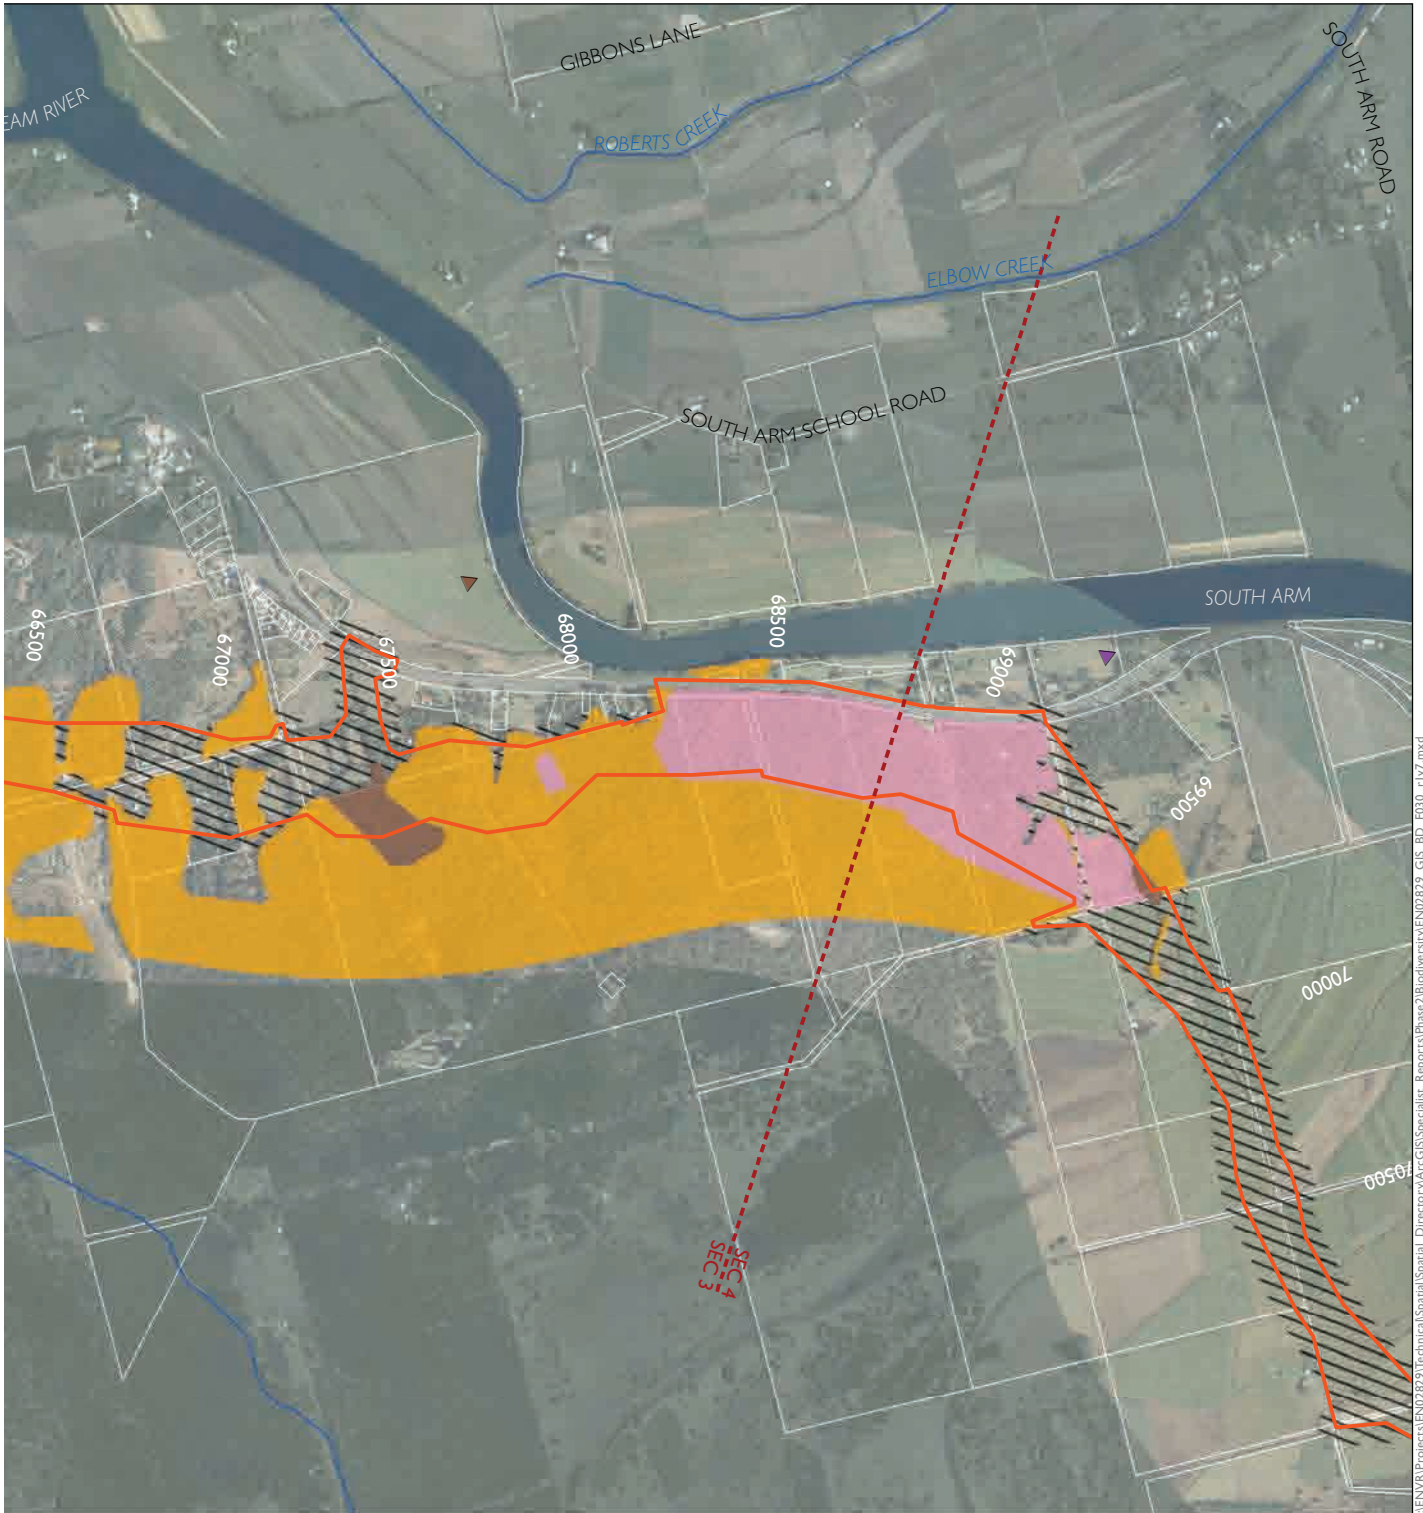 GIBBONS LANE
SOUTH ARM ROAD
EAM RIVER
ROBERTS CREEK
ELBOW CREEK
SOUTH ARM SCHOOL ROAD
SOUTH ARM
66500
67000
67500
68000
68500
69000
69500
70000
70500
SEC 4
SEC 3